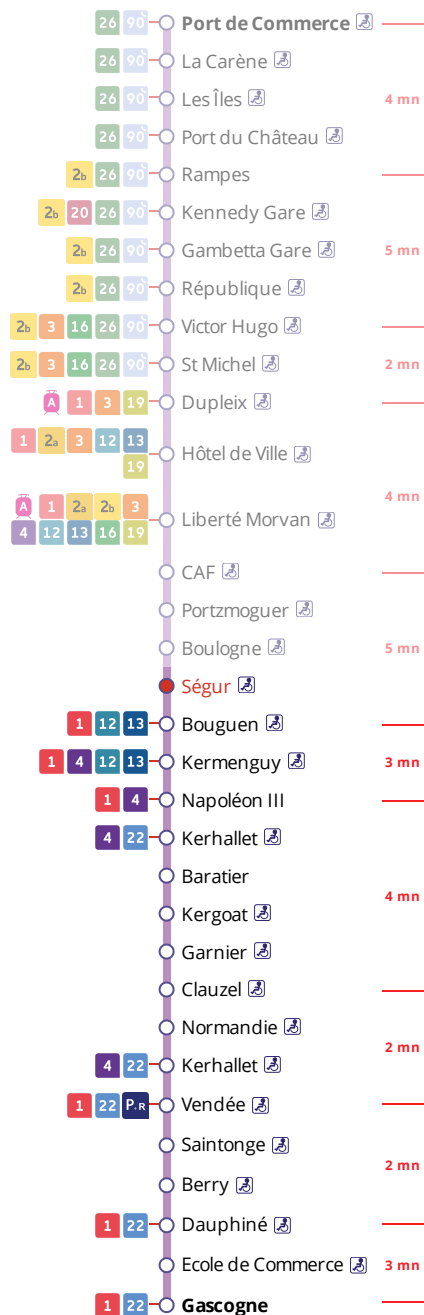 26 90 Port de Commerce
26 90 La Carène
26 90 Les Îles 4 mn
26 90 Port du Château
2b 26 90 Rampes
2b 20 26 90 Kennedy Gare
2b 26 90 Gambetta Gare 5 mn
2b 26 90 République
2b 3 16 26 90 Victor Hugo
2b 3 16 26 90 St Michel 2 mn
A 1 3 19 Dupleix
1 2a 3 12 13
19
Hôtel de Ville
4 mn
A 1 2a 2b 3
4 12 13 16 19
Liberté Morvan
CAF
Portzmoguer
Boulogne 5 mn
Ségur
1 12 13 Bouguen
1 4 12 13 Kermenguy 3 mn
1 4 Napoléon III
4 22 Kerhallet
Baratier
4 mn
Kergoat
Garnier
Clauzel
Normandie
2 mn
4 22 Kerhallet
1 22 P+R Vendée
Saintonge
2 mn
Berry
1 22 Dauphiné
Ecole de Commerce 3 mn
1 22 Gascogne